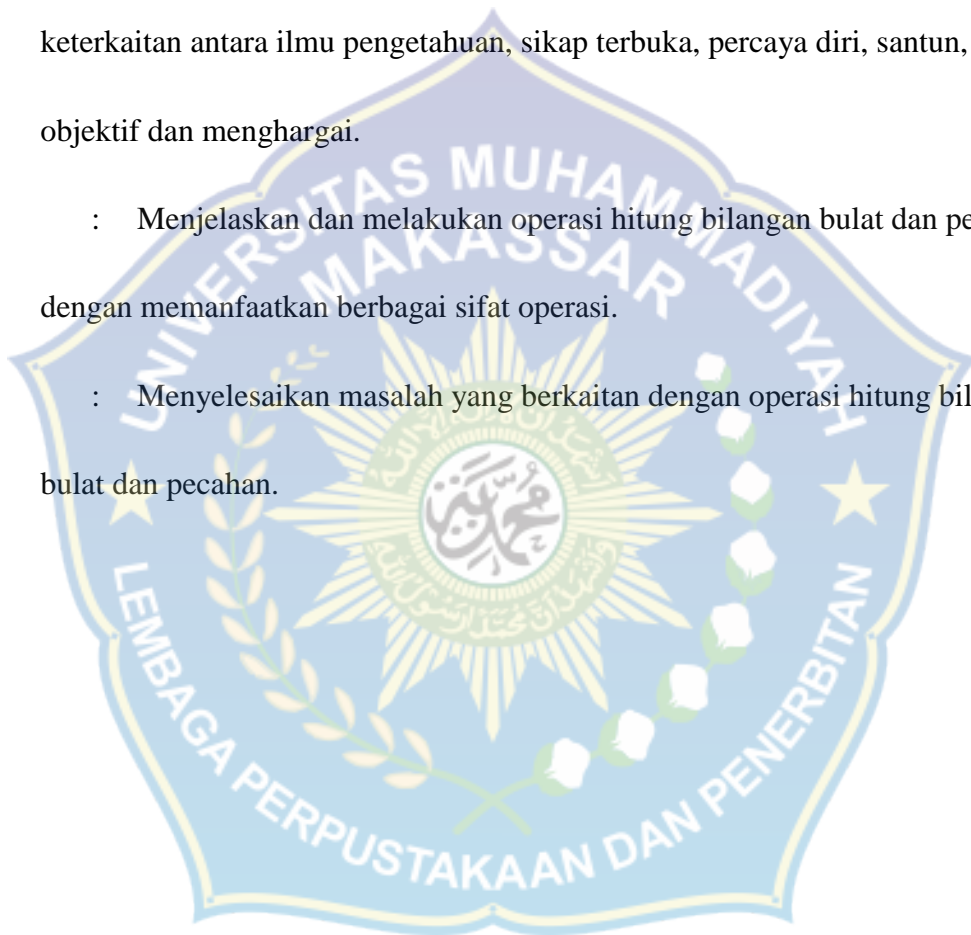 keterkaitan antara ilmu pengetahuan, sikap terbuka, percaya diri, santun,
objektif dan menghargai.
: Menjelaskan dan melakukan operasi hitung bilangan bulat dan pe
dengan memanfaatkan berbagai sifat operasi.
: Menyelesaikan masalah yang berkaitan dengan operasi hitung bil
bulat dan pecahan.
UNIVERSITAS MUHAMMADIYAH
MAKASSAR
LEMBAGA PERPUSTAKAAN DAN PENERBITAN